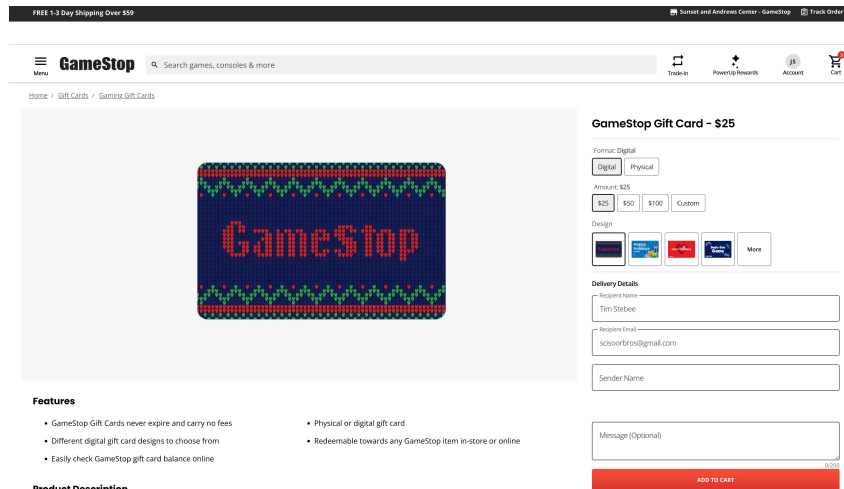 FREE 1-3 Day Shipping Over $59
Sunset and Andrews Center - GameStop
Track Order
Menu
GameStop
Search games, consoles & more
Trade-In
PowerUp Rewards
JS
Account
Cart
Home / Gift Cards / Gaming Gift Cards
GameStop
GameStop Gift Card - $25
Format: Digital
Digital
Physical
Amount: $25
$25
$50
$100
Custom
Design
Happy Holidays
More
Delivery Details
Recipient Name
Tim Stebee
Recipient Email
scisoorbros@gmail.com
Sender Name
Message (Optional)
0/200
ADD TO CART
Features
GameStop Gift Cards never expire and carry no fees
Different digital gift card designs to choose from
Easily check GameStop gift card balance online
Physical or digital gift card
Redeemable towards any GameStop item in-store or online
Product Description